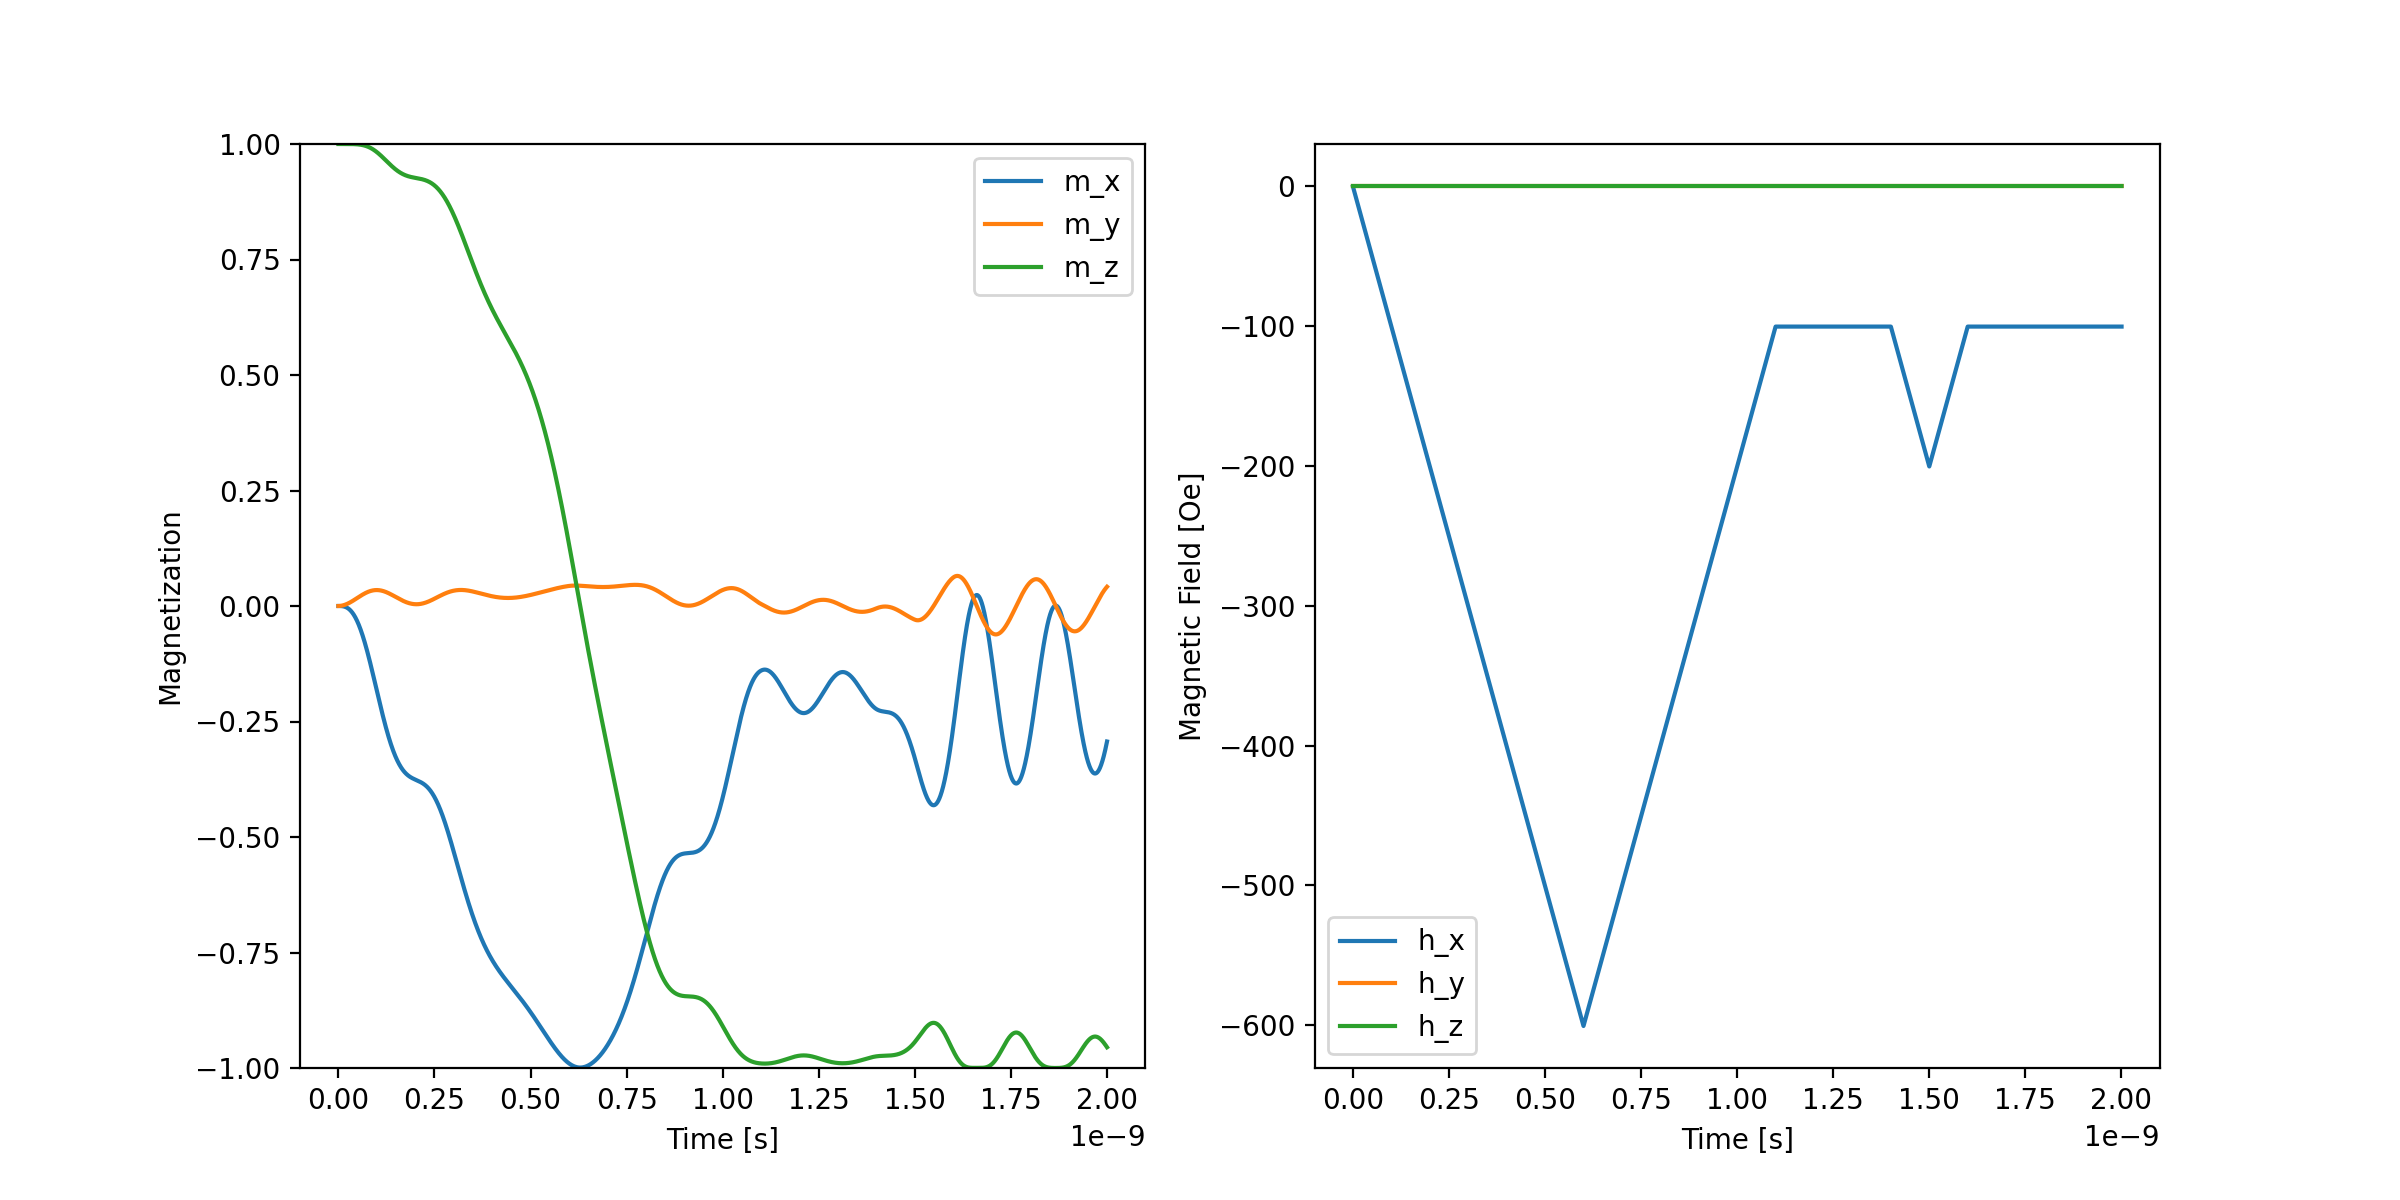 1.00
0.75
0.50
0.25
0.00
−0.25
−0.50
−0.75
−1.00
Magnetization
m_x
m_y
m_z
0.00 0.25 0.50 0.75 1.00 1.25 1.50 1.75 2.00
Time [s]
1e−9
0
−100
−200
−300
−400
−500
−600
Magnetic Field [Oe]
h_x
h_y
h_z
0.00 0.25 0.50 0.75 1.00 1.25 1.50 1.75 2.00
Time [s]
1e−9